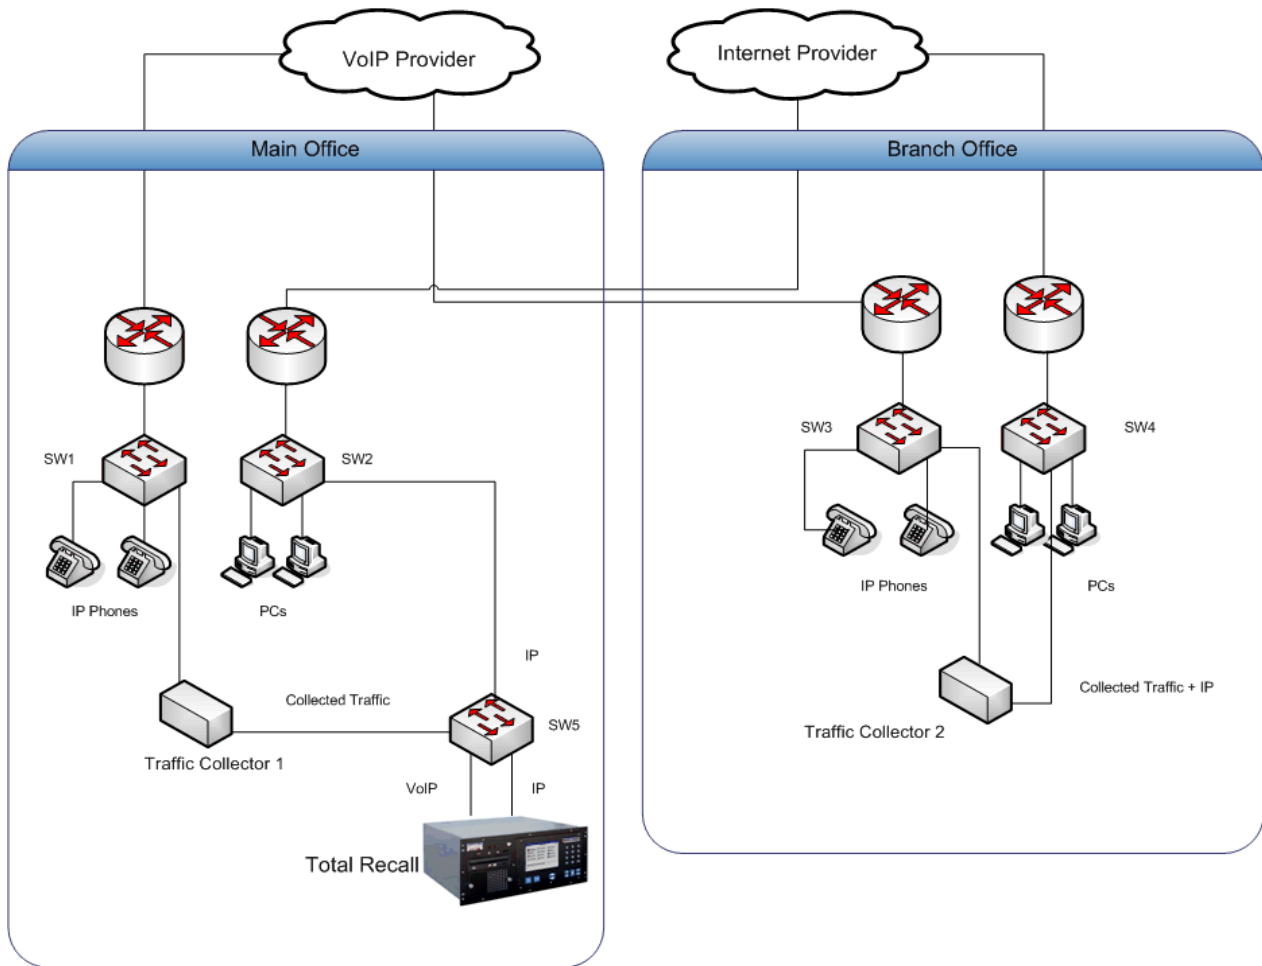 VoIP Provider
Internet Provider
Main Office
Branch Office
SW1
SW2
SW3
SW4
IP Phones
PCs
IP Phones
PCs
IP
Collected Traffic
SW5
Collected Traffic + IP
Traffic Collector 1
Traffic Collector 2
VoIP
IP
Total Recall